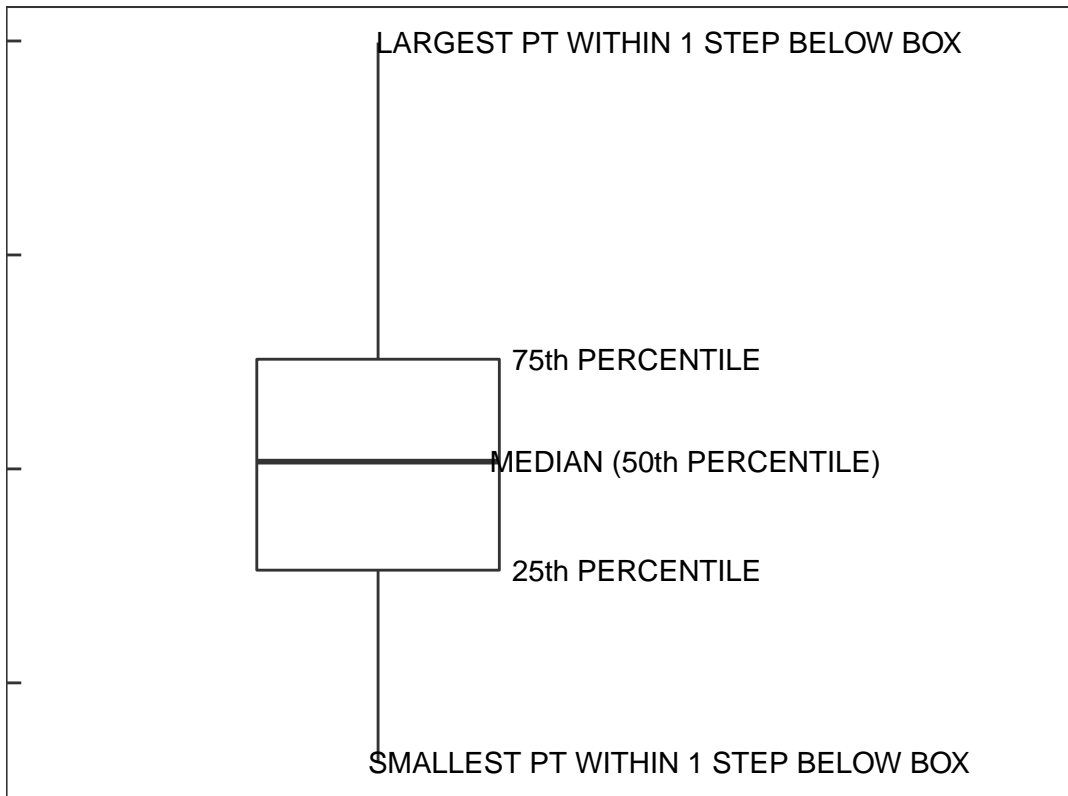 LARGEST PT WITHIN 1 STEP BELOW BOX
75th PERCENTILE
MEDIAN (50th PERCENTILE)
25th PERCENTILE
SMALLEST PT WITHIN 1 STEP BELOW BOX